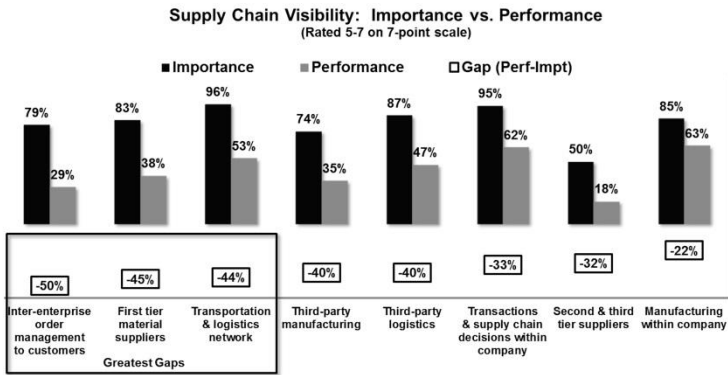 Supply Chain Visibility: Importance vs. Performance
(Rated 5-7 on 7-point scale)
Importance Performance Gap (Perf-Impt)
79% 29% 83% 38% 96% 53% 74% 35% 87% 47% 95% 62% 50% 18% 85% 63%
-50% -45% -44% -40% -40% -33% -32% -22%
Inter-enterprise
order
management
to customers
First tier
material
suppliers
Transportation
& logistics
network
Third-party
manufacturing
Third-party
logistics
Transactions
& supply chain
decisions within
company
Second & third
tier suppliers
Manufacturing
within company
Greatest Gaps